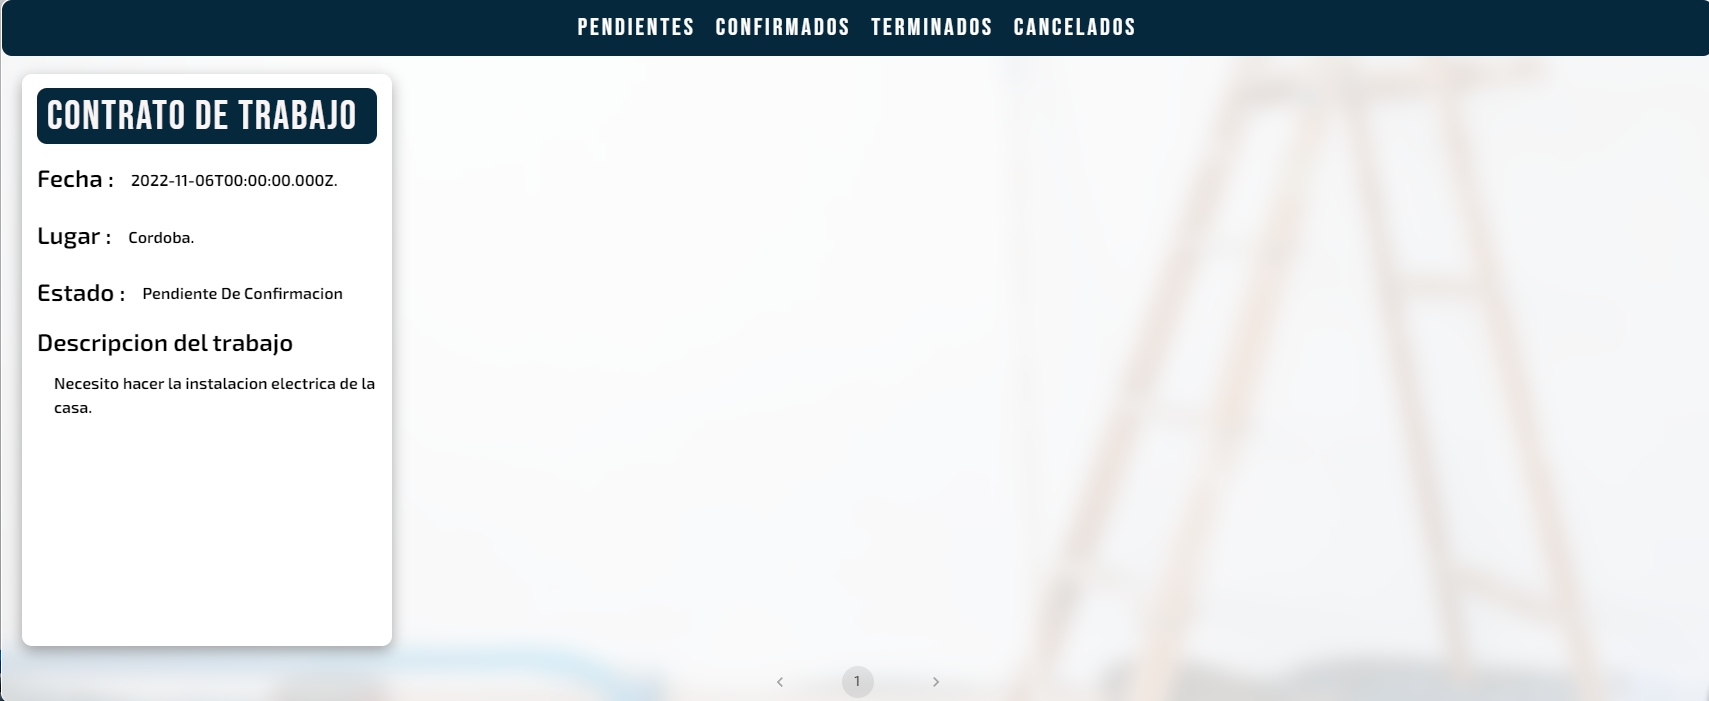 PENDIENTES CONFIRMADOS TERMINADOS CANCELADOS
CONTRATO DE TRABAJO
Fecha : 2022-11-06T00:00:00.000Z.
Lugar : Cordoba.
Estado : Pendiente De Confirmacion
Descripcion del trabajo
Necesito hacer la instalacion electrica de la
casa.
1